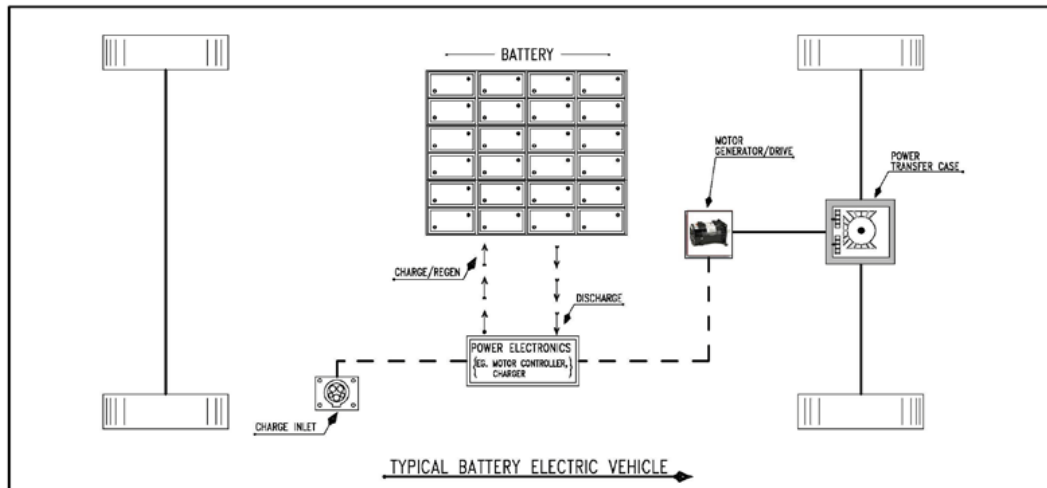 BATTERY
MOTOR
GENERATOR/DRIVE
POWER
TRANSFER CASE
CHARGE/REGEN
DISCHARGE
POWER ELECTRONICS
{EG. MOTOR CONTROLLER,
CHARGER}
CHARGE INLET
TYPICAL BATTERY ELECTRIC VEHICLE